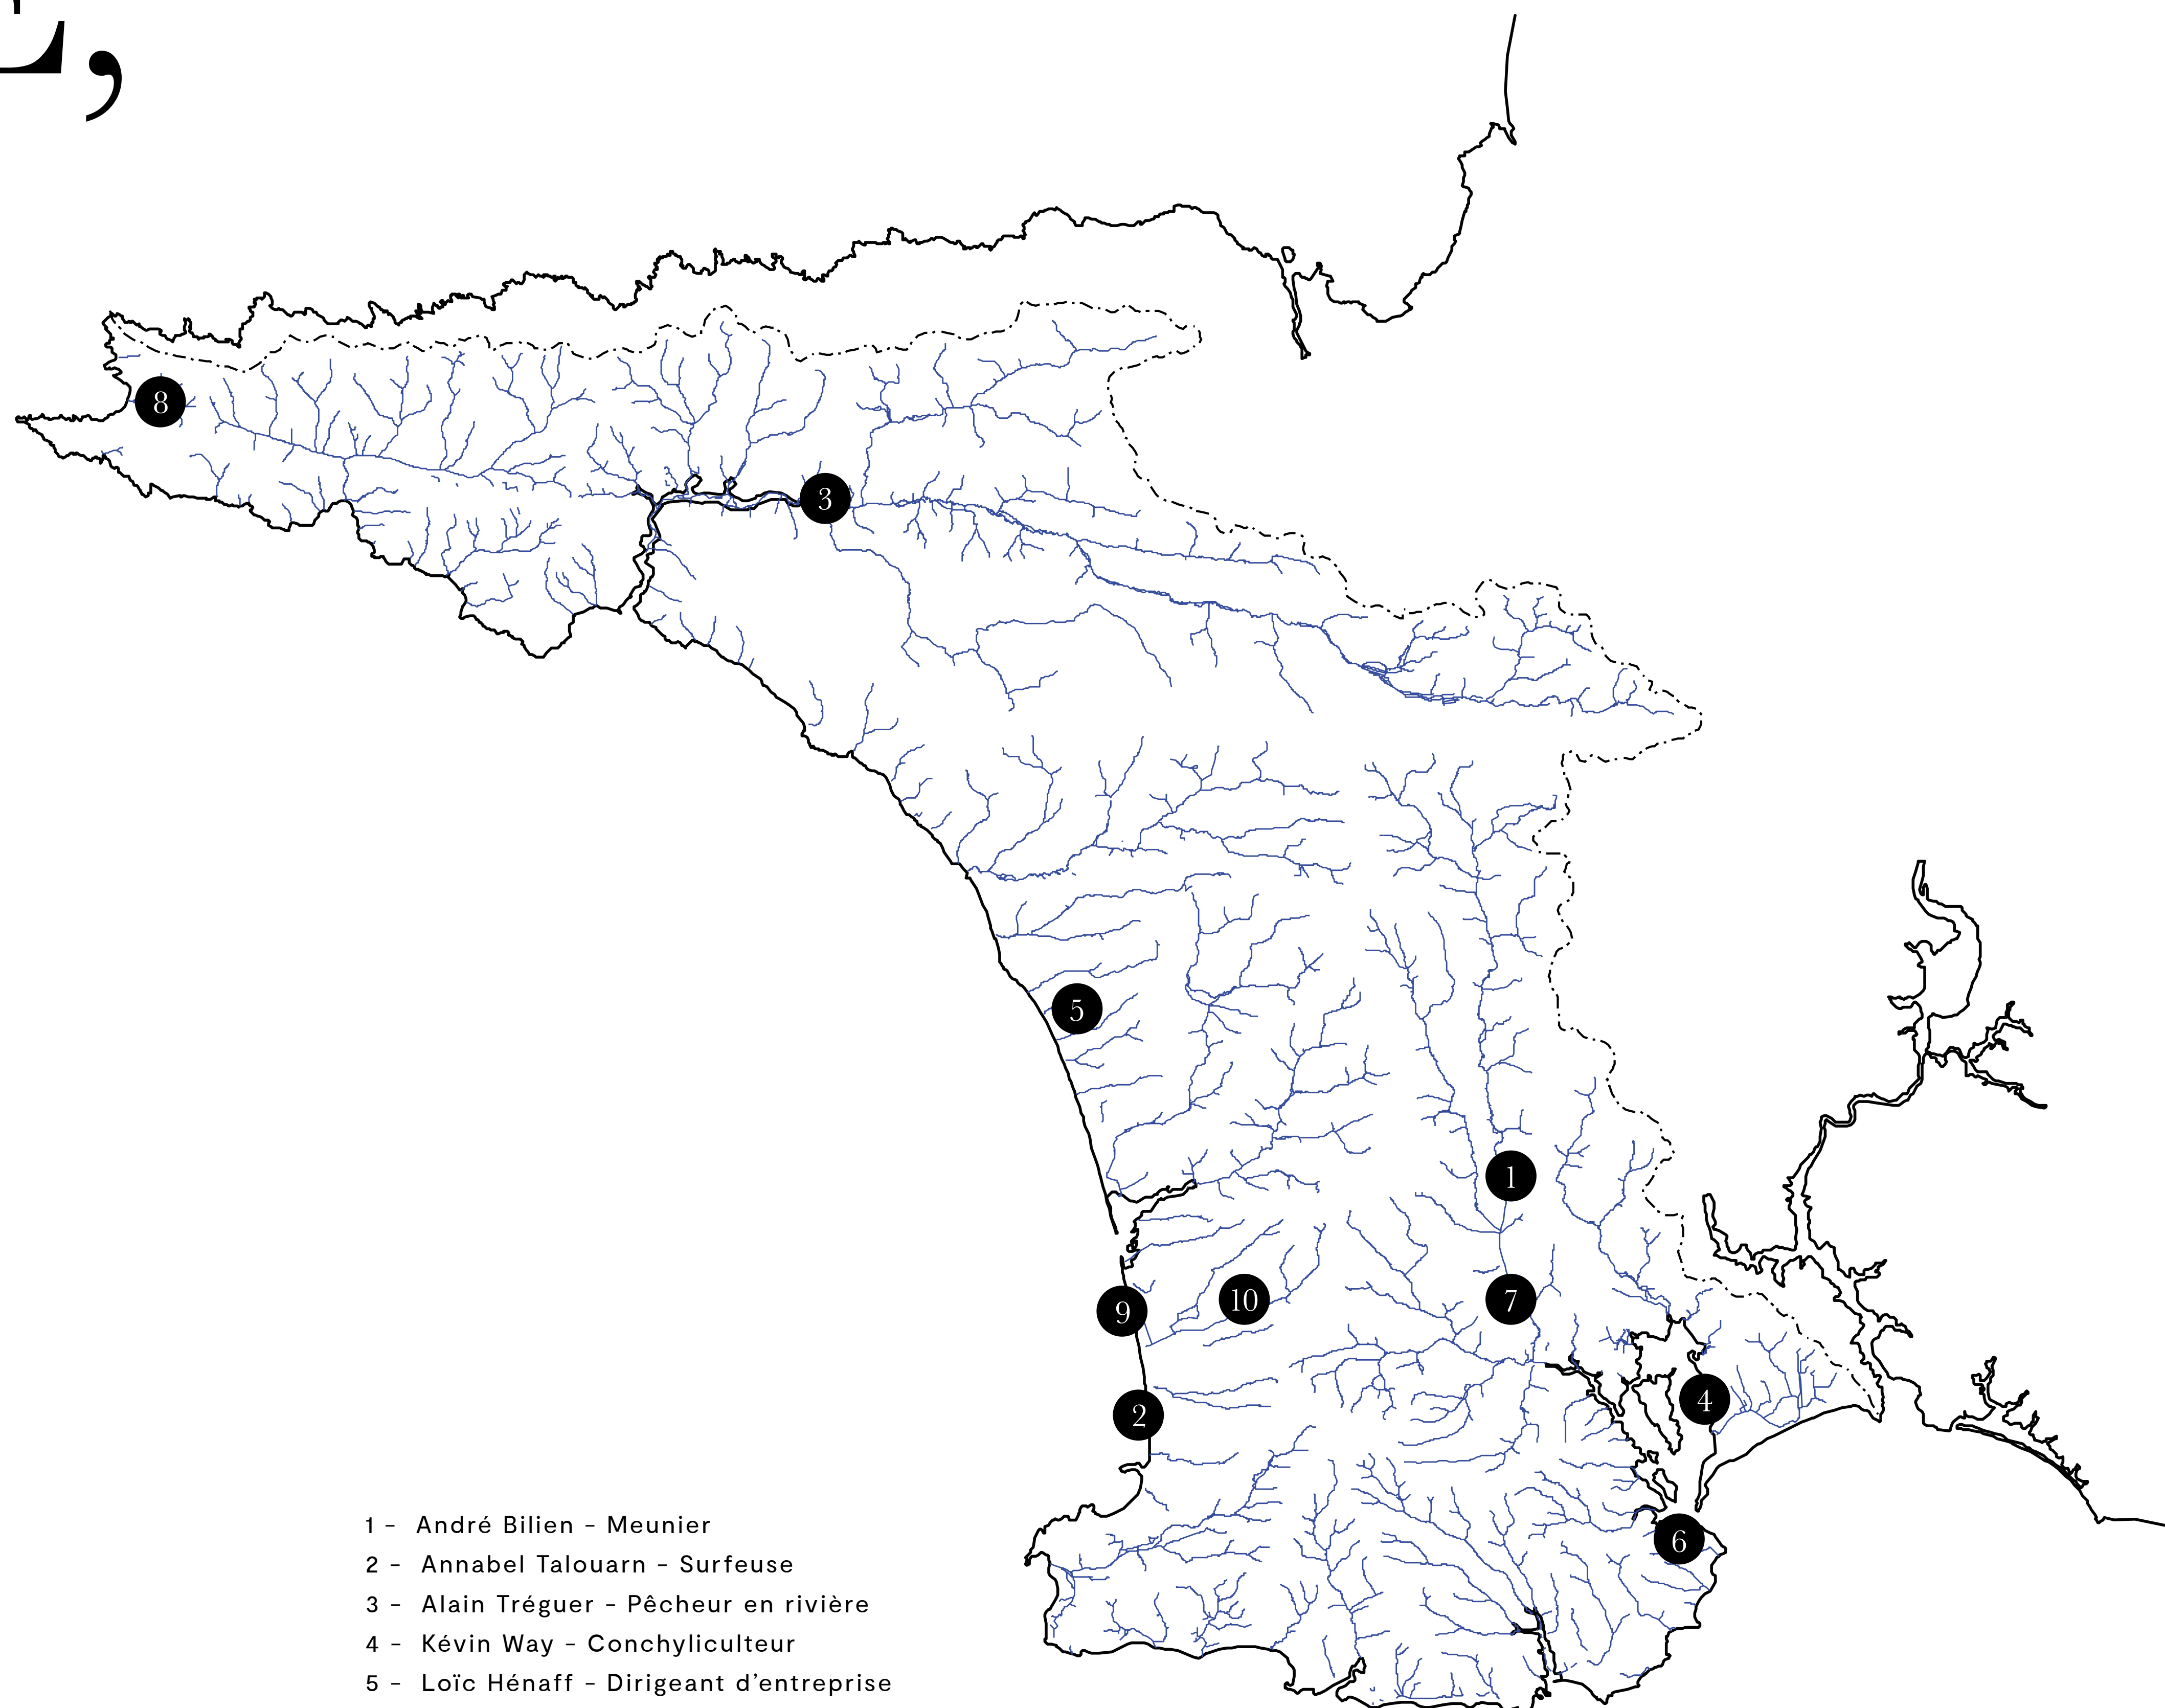 ,
8
3
5
1
10
7
9
4
2
6
1 – André Bilien – Meunier
2 – Annabel Talouarn – Surfeuse
3 – Alain Tréguer – Pêcheur en rivière
4 – Kévin Way – Conchyliculteur
5 – Loïc Hénaff – Dirigeant d’entreprise